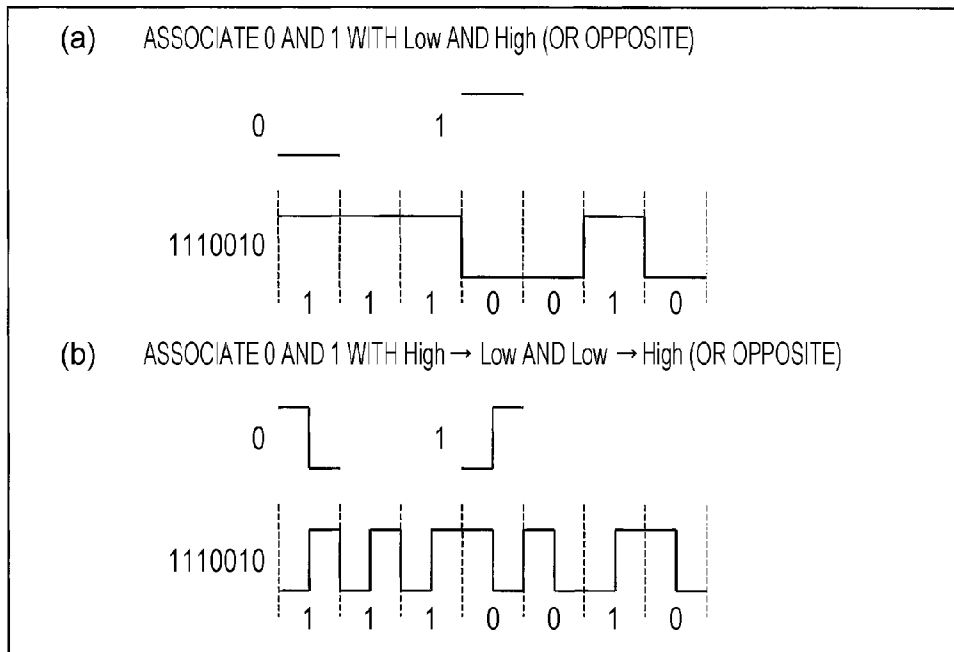 (a) ASSOCIATE 0 AND 1 WITH Low AND High (OR OPPOSITE)
0 1
1110010
1 1 1 0 0 1 0
(b) ASSOCIATE 0 AND 1 WITH High → Low AND Low → High (OR OPPOSITE)
0 1
1110010
1 1 1 0 0 1 0